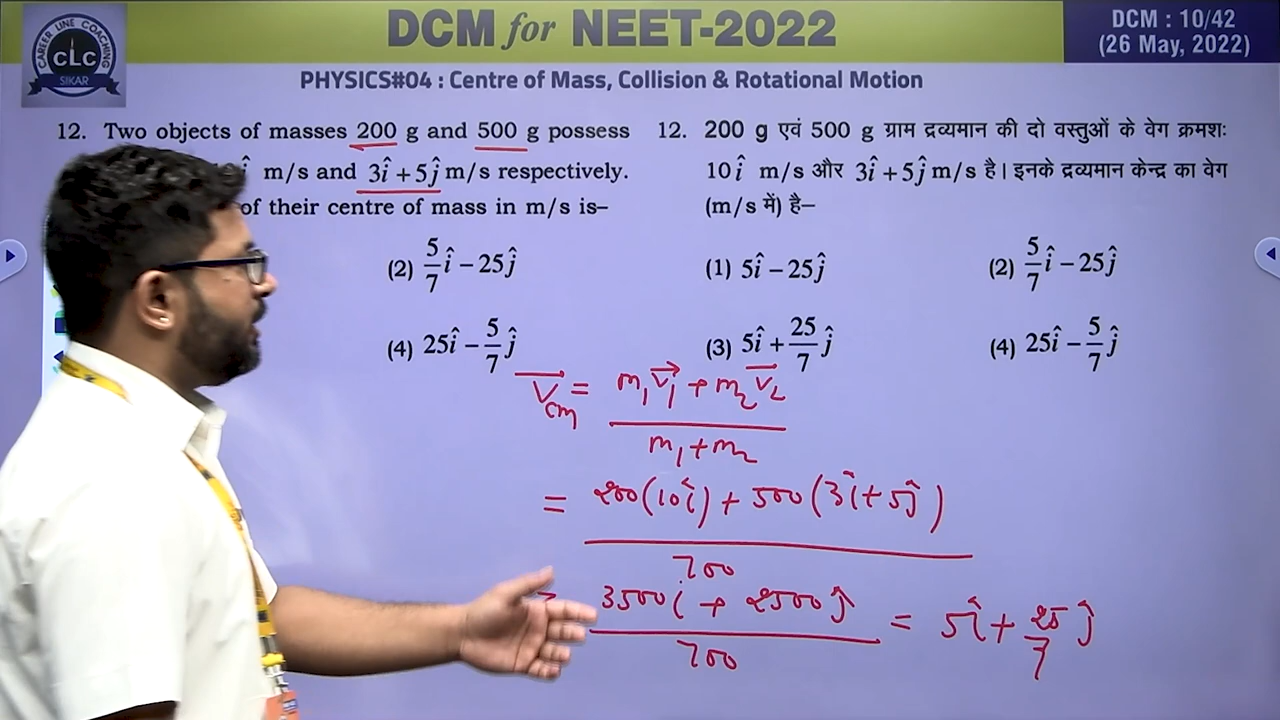 DCM for NEET-2022
DCM : 10/42
(26 May, 2022)
CAREER LINE COACHING
CLC
SIKAR
PHYSICS#04 : Centre of Mass, Collision & Rotational Motion
12. Two objects of masses 200 g and 500 g possess
î m/s and 3î + 5ĵ m/s respectively.
of their centre of mass in m/s is–
(2) 5/7 î – 25ĵ
(4) 25î – 5/7 ĵ
12. 200 g एवं 500 g ग्राम द्रव्यमान की दो वस्तुओं के वेग क्रमशः
10î m/s और 3î + 5ĵ m/s है। इनके द्रव्यमान केन्द्र का वेग
(m/s में) है–
(1) 5î – 25ĵ
(2) 5/7 î – 25ĵ
(3) 5î + 25/7 ĵ
(4) 25î – 5/7 ĵ
V⃗cm = m₁v⃗₁ + m₂v⃗₂
m₁ + m₂
= 200(10î) + 500(3î + 5ĵ)
700
= 3500i + 2500ĵ = 5î + 25/7 ĵ
700